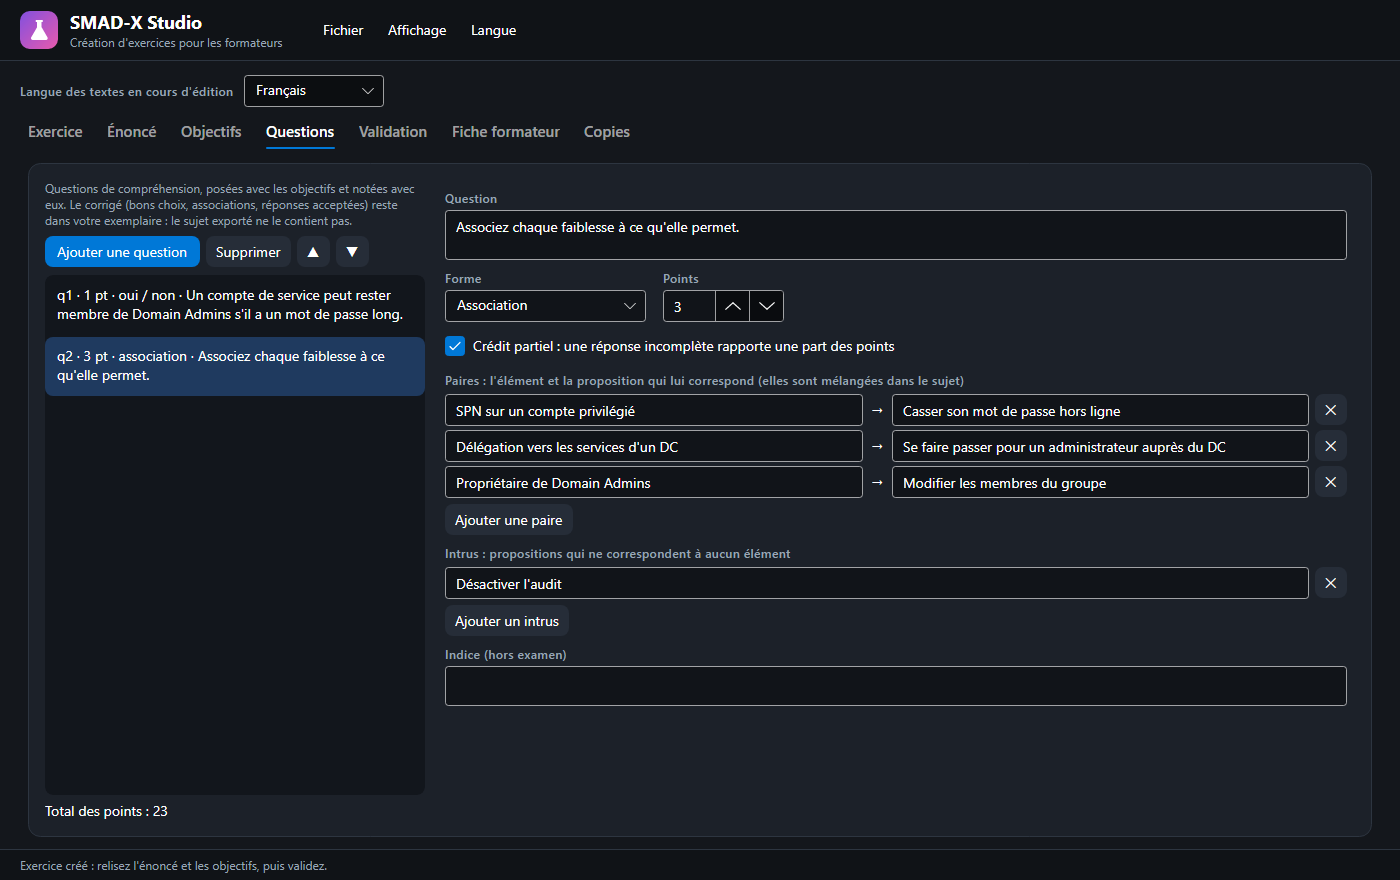 SMAD-X Studio
Création d'exercices pour les formateurs
Fichier
Affichage
Langue
Langue des textes en cours d'édition
Français
Exercice
Énoncé
Objectifs
Questions
Validation
Fiche formateur
Copies
Questions de compréhension, posées avec les objectifs et notées avec
eux. Le corrigé (bons choix, associations, réponses acceptées) reste
dans votre exemplaire : le sujet exporté ne le contient pas.
Ajouter une question
Supprimer
▲
▼
q1 · 1 pt · oui / non · Un compte de service peut rester
membre de Domain Admins s'il a un mot de passe long.
q2 · 3 pt · association · Associez chaque faiblesse à ce
qu'elle permet.
Total des points : 23
Question
Associez chaque faiblesse à ce qu'elle permet.
Forme
Points
Association
3
Crédit partiel : une réponse incomplète rapporte une part des points
Paires : l'élément et la proposition qui lui correspond (elles sont mélangées dans le sujet)
SPN sur un compte privilégié → Casser son mot de passe hors ligne
Délégation vers les services d'un DC → Se faire passer pour un administrateur auprès du DC
Propriétaire de Domain Admins → Modifier les membres du groupe
Ajouter une paire
Intrus : propositions qui ne correspondent à aucun élément
Désactiver l'audit
Ajouter un intrus
Indice (hors examen)
Exercice créé : relisez l'énoncé et les objectifs, puis validez.